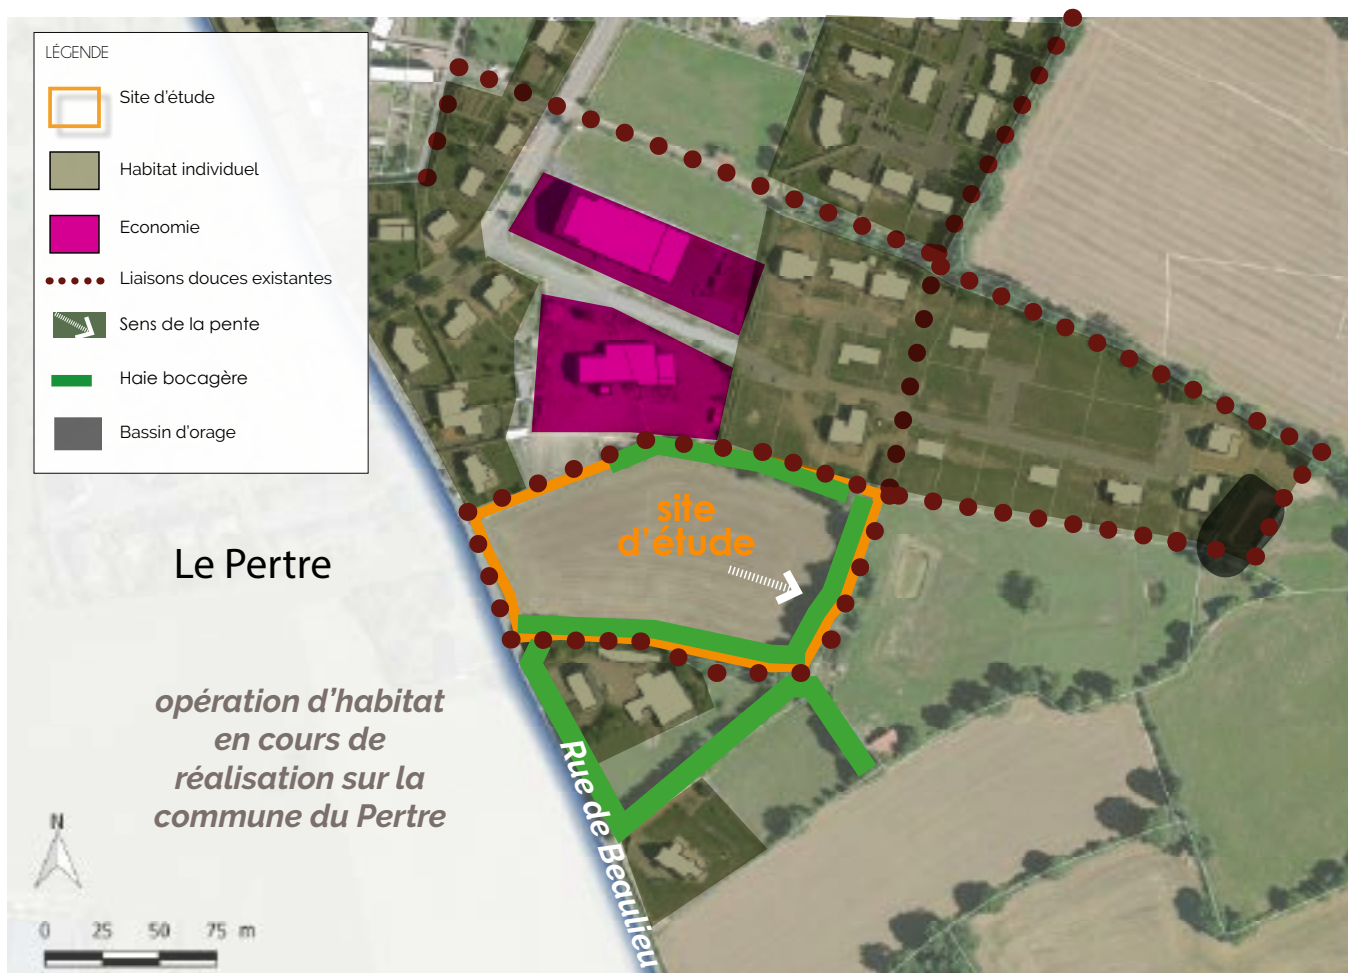 LÉGENDE
Site d'étude
Habitat individuel
Economie
Liaisons douces existantes
Sens de la pente
Haie bocagère
Bassin d'orage
site
d'étude
Le Pertre
opération d'habitat
en cours de
réalisation sur la
commune du Pertre
Rue de Beaulieu
N
0 25 50 75 m